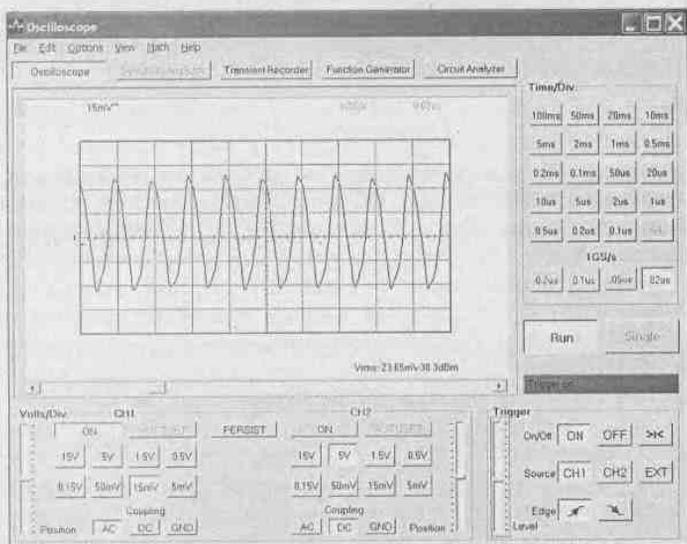 Oscilloscope
File Edit Options View Math Help
Oscilloscope Transient Recorder Function Generator Circuit Analyzer
Time/Div.
15mV~
100ms 50ms 20ms 10ms
5ms 2ms 1ms 0.5ms
0.2ms 0.1ms 50us 20us
10us 5us 2us 1us
0.5us 0.2us 0.1us
1GS/s
0.2us 0.1us .05us .02us
Run Single
Vrms: 23.65mV-30.3dBm
Trigger on
Volts/Div. CH1
ON
15V 5V 1.5V 0.5V
0.15V 50mV 15mV 5mV
Coupling
Position AC DC GND
PERSIST
CH2
ON
15V 5V 1.5V 0.5V
0.15V 50mV 15mV 5mV
Coupling
AC DC GND Position
Trigger
On/Off ON OFF >|<
Source CH1 CH2 EXT
Edge
Level